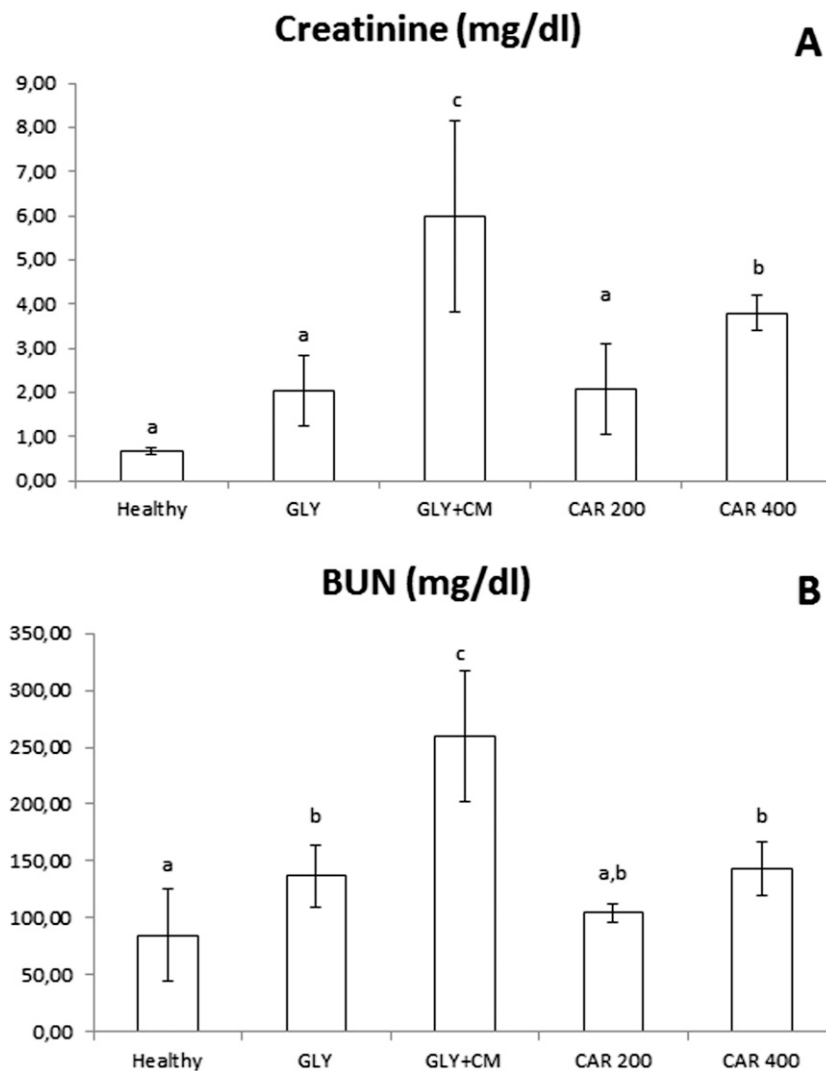 Creatinine (mg/dl)
A
9,00
8,00
7,00
6,00
5,00
4,00
3,00
2,00
1,00
0,00
a
a
c
a
b
Healthy GLY GLY+CM CAR 200 CAR 400
BUN (mg/dl)
B
350,00
300,00
250,00
200,00
150,00
100,00
50,00
0,00
a
b
c
a,b
b
Healthy GLY GLY+CM CAR 200 CAR 400